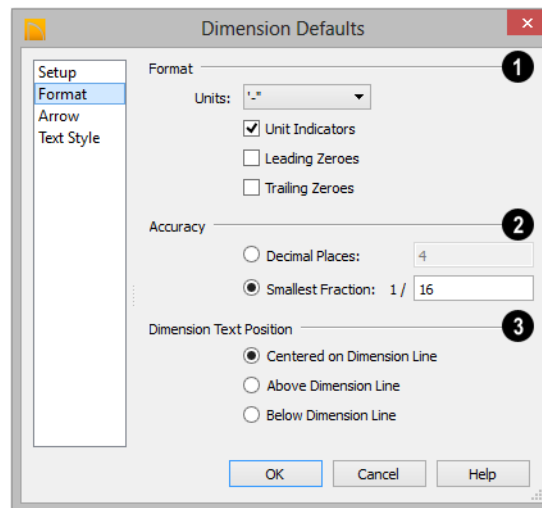 Dimension Defaults
Setup
Format
Arrow
Text Style
Format
1
Units: '-"
Unit Indicators
Leading Zeroes
Trailing Zeroes
Accuracy
2
Decimal Places: 4
Smallest Fraction: 1 / 16
Dimension Text Position
3
Centered on Dimension Line
Above Dimension Line
Below Dimension Line
OK Cancel Help